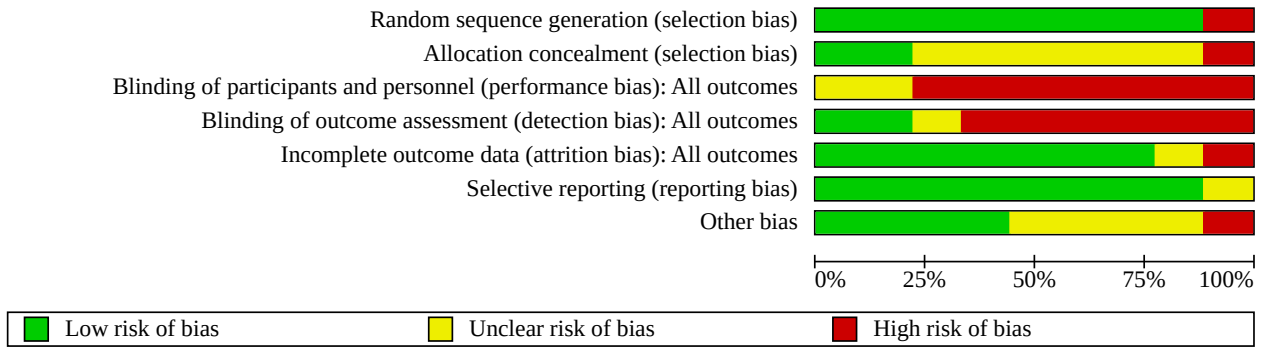 Random sequence generation (selection bias)
Allocation concealment (selection bias)
Blinding of participants and personnel (performance bias): All outcomes
Blinding of outcome assessment (detection bias): All outcomes
Incomplete outcome data (attrition bias): All outcomes
Selective reporting (reporting bias)
Other bias
0% 25% 50% 75% 100%
Low risk of bias Unclear risk of bias High risk of bias